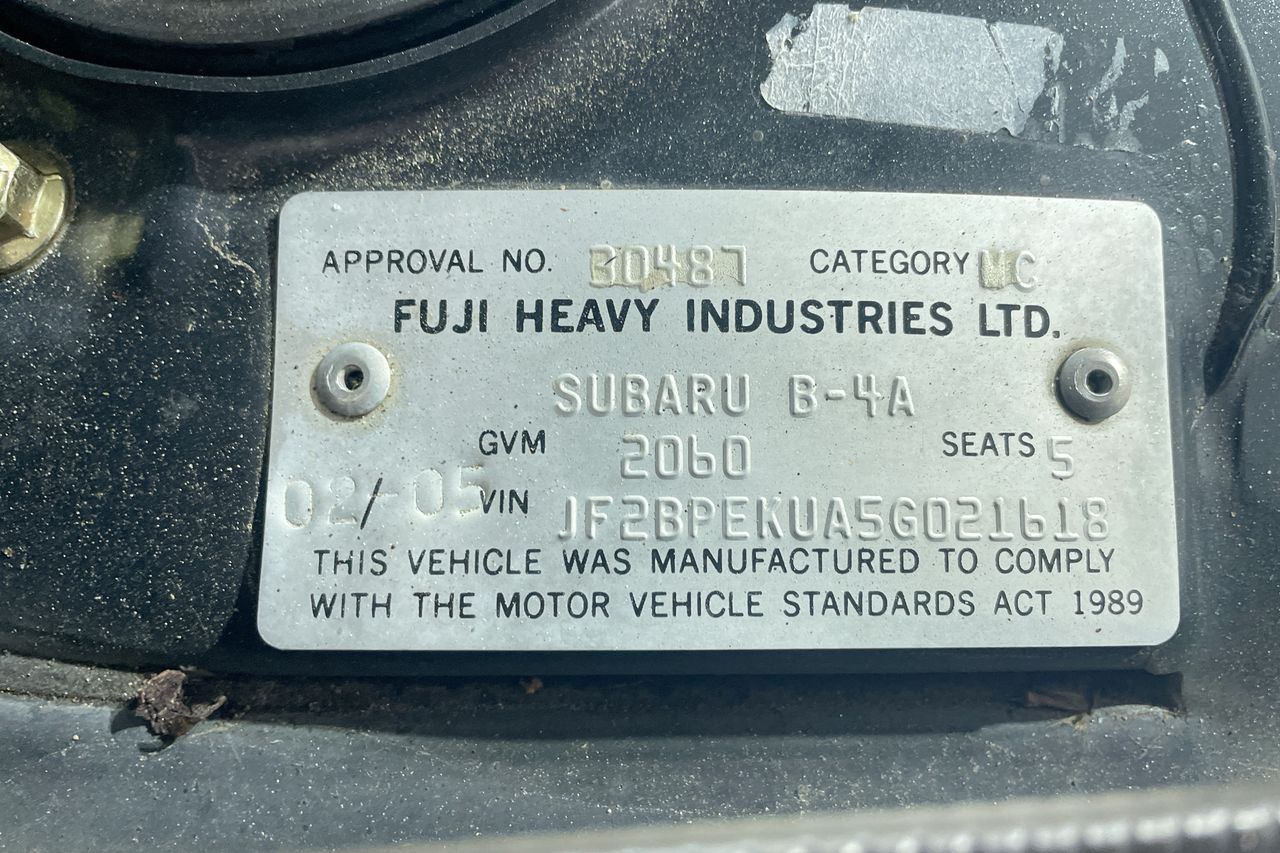 APPROVAL NO. 30487 CATEGORY MC
FUJI HEAVY INDUSTRIES LTD.
SUBARU B-4A
GVM 2060 SEATS 5
02/-05 VIN JF2BPEKUA5G021618
THIS VEHICLE WAS MANUFACTURED TO COMPLY
WITH THE MOTOR VEHICLE STANDARDS ACT 1989